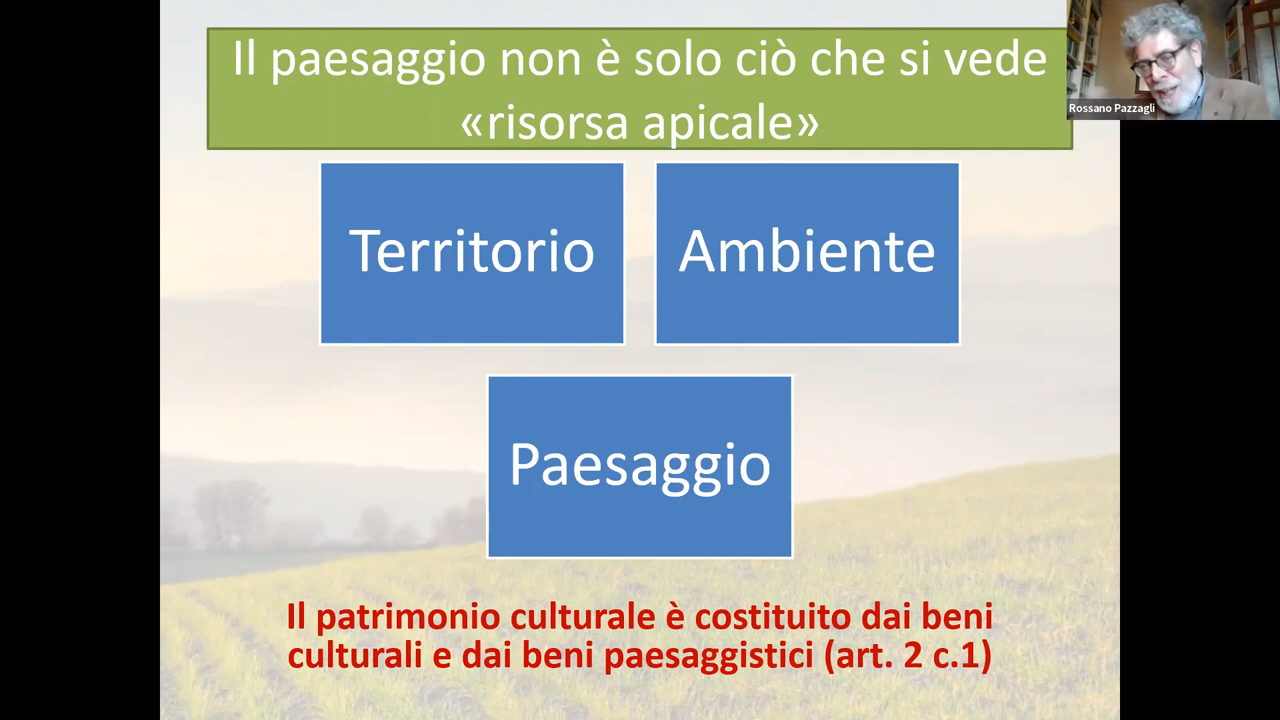 Il paesaggio non è solo ciò che si vede
«risorsa apicale»
Rossano Pazzagli
Territorio
Ambiente
Paesaggio
Il patrimonio culturale è costituito dai beni
culturali e dai beni paesaggistici (art. 2 c.1)